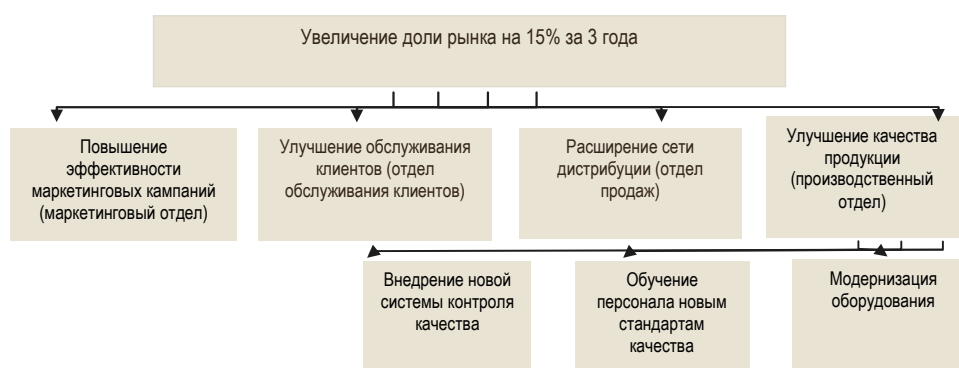 Увеличение доли рынка на 15% за 3 года
Повышение
эффективности
маркетинговых кампаний
(маркетинговый отдел)
Улучшение обслуживания
клиентов (отдел
обслуживания клиентов)
Расширение сети
дистрибуции (отдел
продаж)
Улучшение качества
продукции
(производственный
отдел)
Внедрение новой
системы контроля
качества
Обучение
персонала новым
стандартам
качества
Модернизация
оборудования